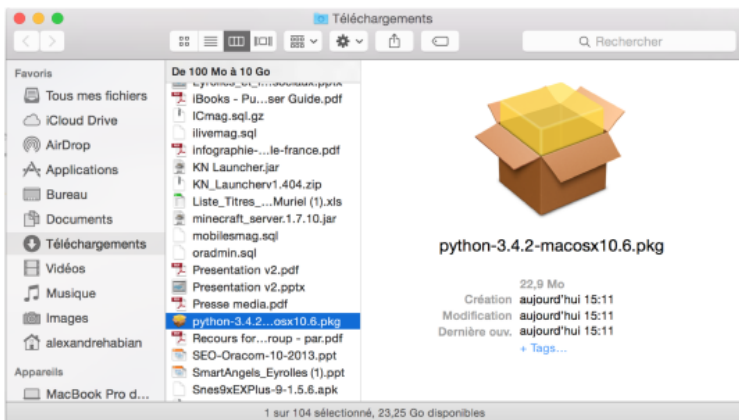 Téléchargements
Rechercher
Favoris
Tous mes fichiers
iCloud Drive
AirDrop
Applications
Bureau
Documents
Téléchargements
Vidéos
Musique
Images
alexandrehabian
Appareils
MacBook Pro d...
De 100 Mo à 10 Go
iBooks - Pu...ser Guide.pdf
ICmag.sql.gz
ilivemag.sql
infographie-...le-france.pdf
KN Launcher.jar
KN_Launcherv1.404.zip
Liste_Titres_...Muriel (1).xls
minecraft_server.1.7.10.jar
mobilesmag.sql
oradmin.sql
Presentation v2.pdf
Presentation v2.pptx
Presse media.pdf
python-3.4.2...osx10.6.pkg
Recours for...roup - par.pdf
SEO-Oracom-10-2013.ppt
SmartAngels_Eyrolles (1).ppt
Snes9xEXPlus-9-1.5.6.apk
python-3.4.2-macosx10.6.pkg
22,9 Mo
Création aujourd'hui 15:11
Modification aujourd'hui 15:11
Dernière ouv. aujourd'hui 15:11
+ Tags...
1 sur 104 sélectionné, 23,25 Go disponibles